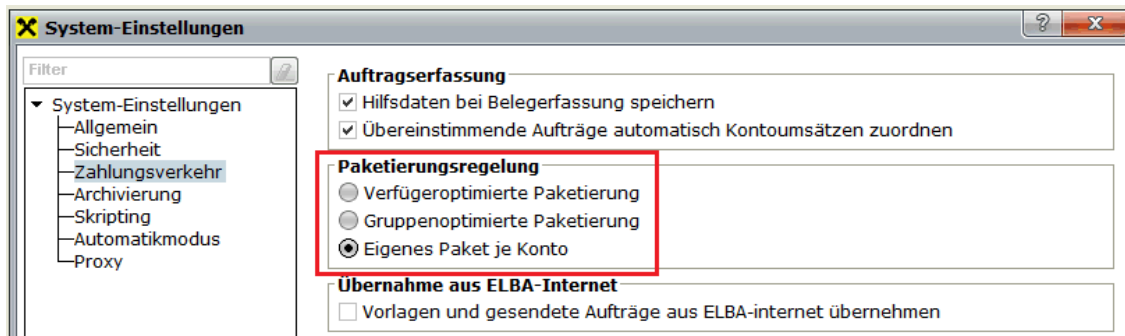 System-Einstellungen
Filter
System-Einstellungen
Allgemein
Sicherheit
Zahlungsverkehr
Archivierung
Skripting
Automatikmodus
Proxy
Auftragserfassung
Hilfsdaten bei Belegerfassung speichern
Übereinstimmende Aufträge automatisch Kontoumsätzen zuordnen
Paketierungsregelung
Verfügeroptimierte Paketierung
Gruppenoptimierte Paketierung
Eigenes Paket je Konto
Übernahme aus ELBA-Internet
Vorlagen und gesendete Aufträge aus ELBA-internet übernehmen